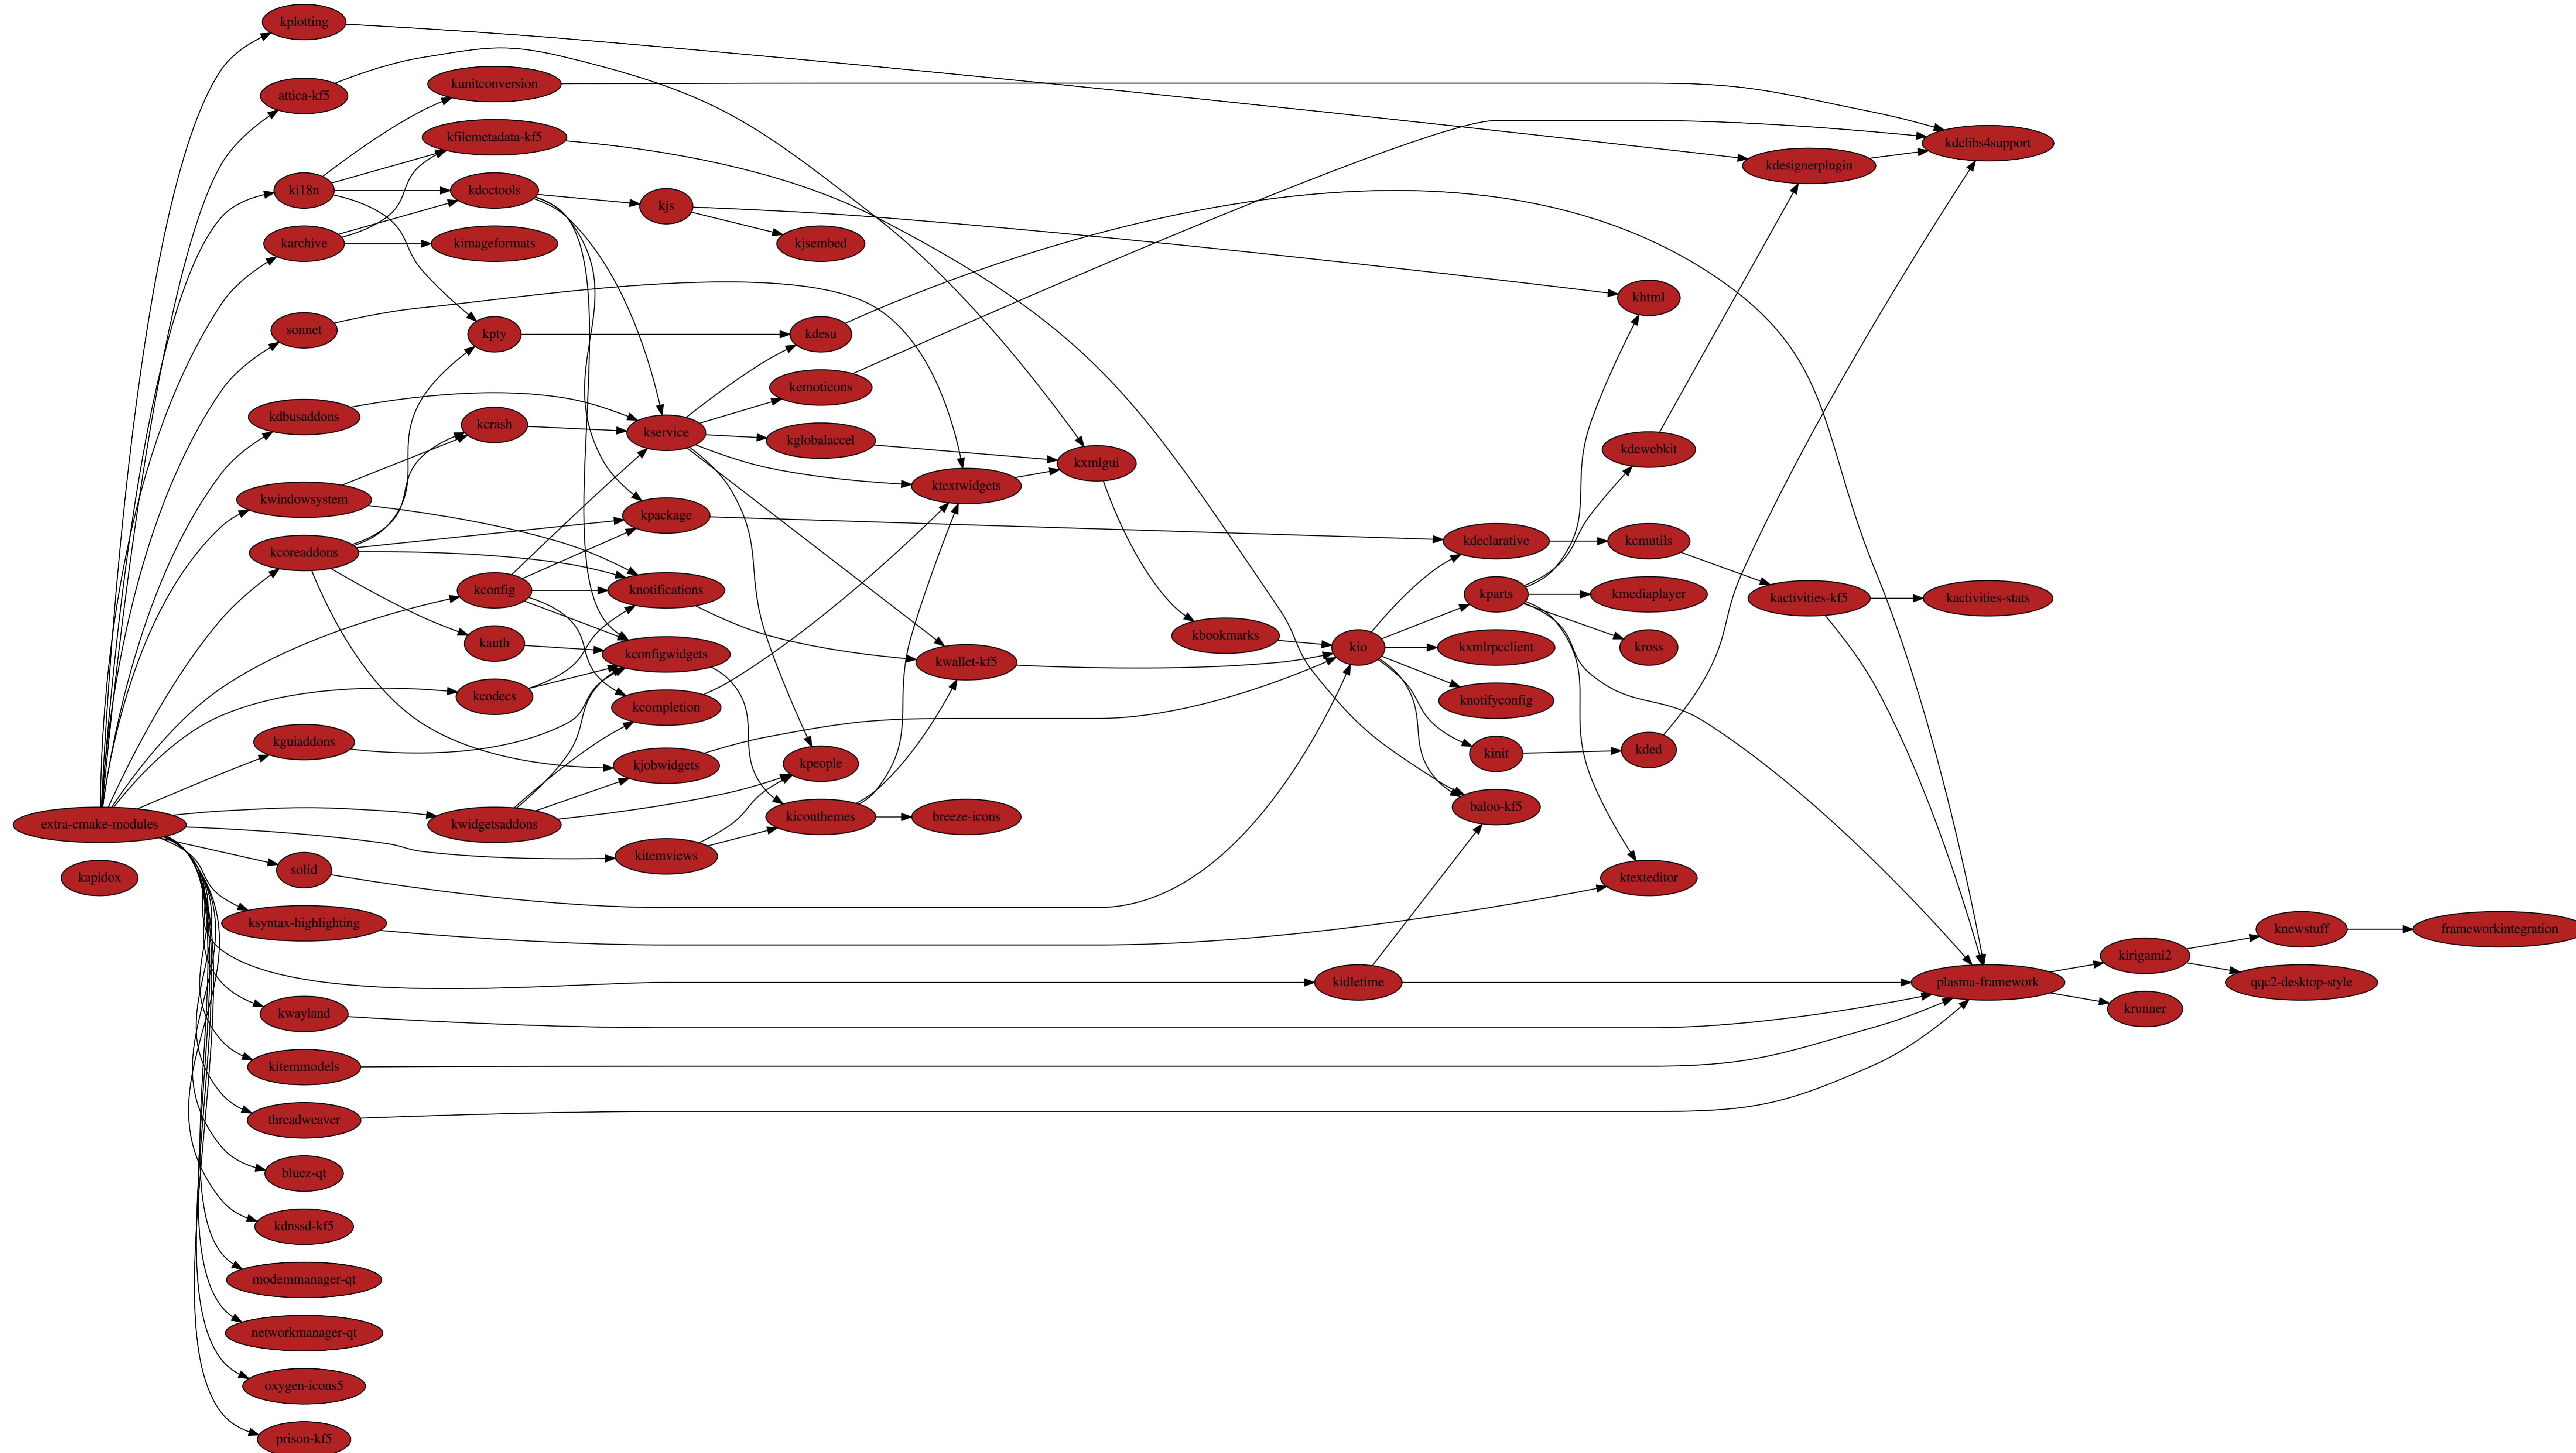 kplotting
attica-kf5
kunitconversion
kfilemetadata-kf5
kdelibs4support
kdesignerplugin
ki18n
kdoctools
kjs
karchive
kimageformats
kjsembed
khtml
sonnet
kpty
kdesu
kemoticons
kdbusaddons
kcrash
kservice
kglobalaccel
kdewebkit
kxmlgui
ktextwidgets
kwindowsystem
kpackage
kdeclarative
kcmutils
kcoreaddons
kconfig
knotifications
kparts
kmediaplayer
kactivities-kf5
kactivities-stats
kbookmarks
kauth
kconfigwidgets
kwallet-kf5
kio
kxmlrpcclient
kross
kcodecs
kcompletion
knotifyconfig
kguiaddons
kjobwidgets
kpeople
kinit
kded
baloo-kf5
extra-cmake-modules
kwidgetsaddons
kiconthemes
breeze-icons
kitemviews
solid
kapidox
ktexteditor
ksyntax-highlighting
knewstuff
frameworkintegration
kirigami2
kidletime
plasma-framework
qqc2-desktop-style
krunner
kwayland
kitemmodels
threadweaver
bluez-qt
kdnssd-kf5
modemmanager-qt
networkmanager-qt
oxygen-icons5
prison-kf5